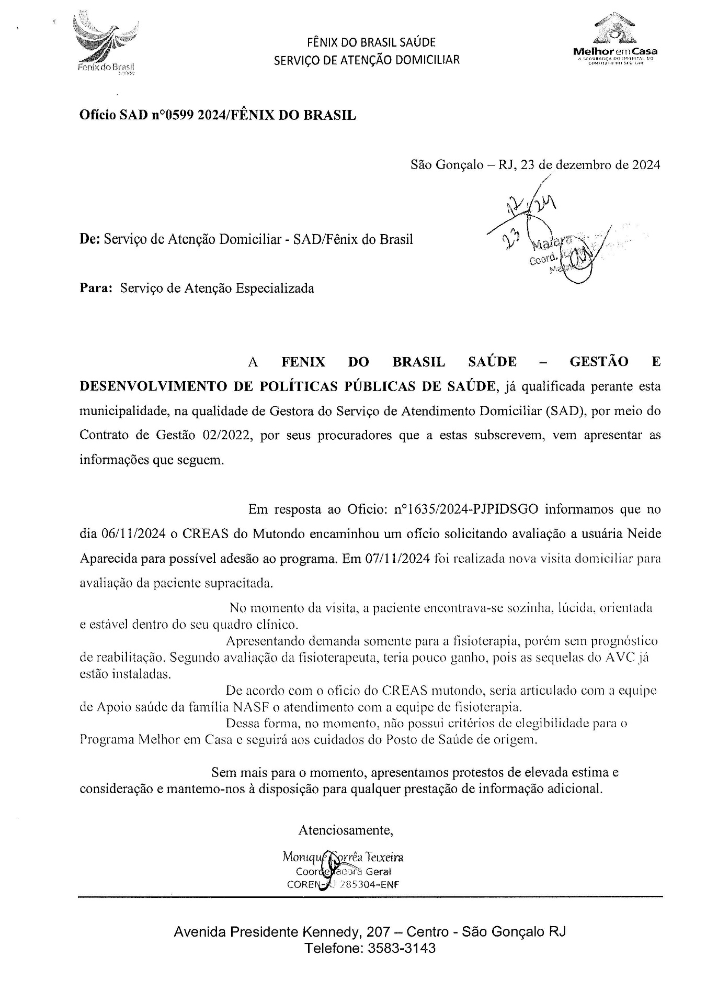 Fenix do Brasil
Saúde
FÊNIX DO BRASIL SAÚDE
SERVIÇO DE ATENÇÃO DOMICILIAR
Melhor em Casa
A SEGURANÇA DO HOSPITAL NO
CONFORTO DO SEU LAR
Ofício SAD n°0599 2024/FÊNIX DO BRASIL
São Gonçalo – RJ, 23 de dezembro de 2024
23/12/24
De: Serviço de Atenção Domiciliar - SAD/Fênix do Brasil
Coord.
Para: Serviço de Atenção Especializada
A FENIX DO BRASIL SAÚDE – GESTÃO E
DESENVOLVIMENTO DE POLÍTICAS PÚBLICAS DE SAÚDE, já qualificada perante esta
municipalidade, na qualidade de Gestora do Serviço de Atendimento Domiciliar (SAD), por meio do
Contrato de Gestão 02/2022, por seus procuradores que a estas subscrevem, vem apresentar as
informações que seguem.
Em resposta ao Oficio: n°1635/2024-PJPIDSGO informamos que no
dia 06/11/2024 o CREAS do Mutondo encaminhou um ofício solicitando avaliação a usuária Neide
Aparecida para possível adesão ao programa. Em 07/11/2024 foi realizada nova visita domiciliar para
avaliação da paciente supracitada.
No momento da visita, a paciente encontrava-se sozinha, lúcida, orientada
e estável dentro do seu quadro clínico.
Apresentando demanda somente para a fisioterapia, porém sem prognóstico
de reabilitação. Segundo avaliação da fisioterapeuta, teria pouco ganho, pois as sequelas do AVC já
estão instaladas.
De acordo com o oficio do CREAS mutondo, seria articulado com a equipe
de Apoio saúde da família NASF o atendimento com a equipe de fisioterapia.
Dessa forma, no momento, não possui critérios de elegibilidade para o
Programa Melhor em Casa e seguirá aos cuidados do Posto de Saúde de origem.
Sem mais para o momento, apresentamos protestos de elevada estima e
consideração e mantemo-nos à disposição para qualquer prestação de informação adicional.
Atenciosamente,
Monique Corrêa Teixeira
Coordenadora Geral
COREN-RJ 285304-ENF
Avenida Presidente Kennedy, 207 – Centro - São Gonçalo RJ
Telefone: 3583-3143